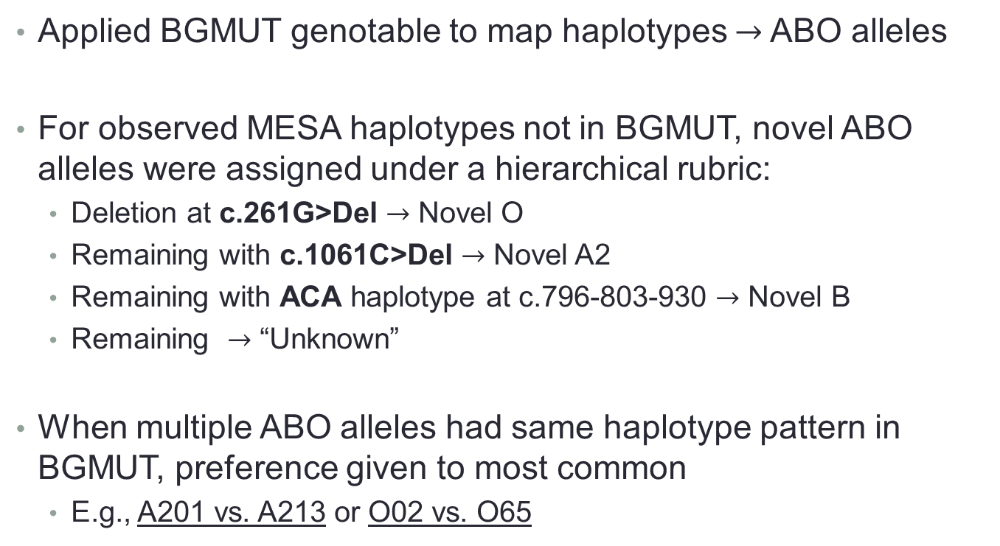 • Applied BGMUT genotable to map haplotypes → ABO alleles
• For observed MESA haplotypes not in BGMUT, novel ABO
alleles were assigned under a hierarchical rubric:
• Deletion at c.261G>Del → Novel O
• Remaining with c.1061C>Del → Novel A2
• Remaining with ACA haplotype at c.796-803-930 → Novel B
• Remaining → “Unknown”
• When multiple ABO alleles had same haplotype pattern in
BGMUT, preference given to most common
• E.g., A201 vs. A213 or O02 vs. O65